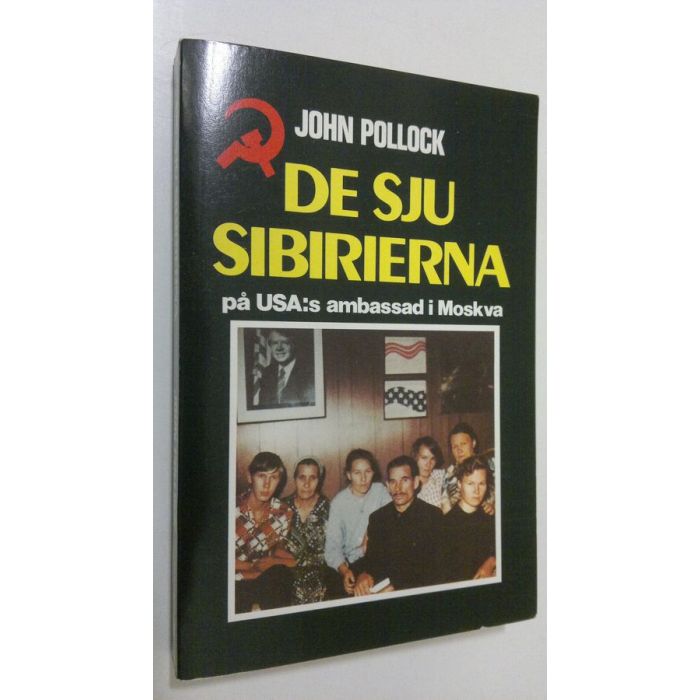 JOHN POLLOCK
DE SJU
SIBIRIERNA
på USA:s ambassad i Moskva